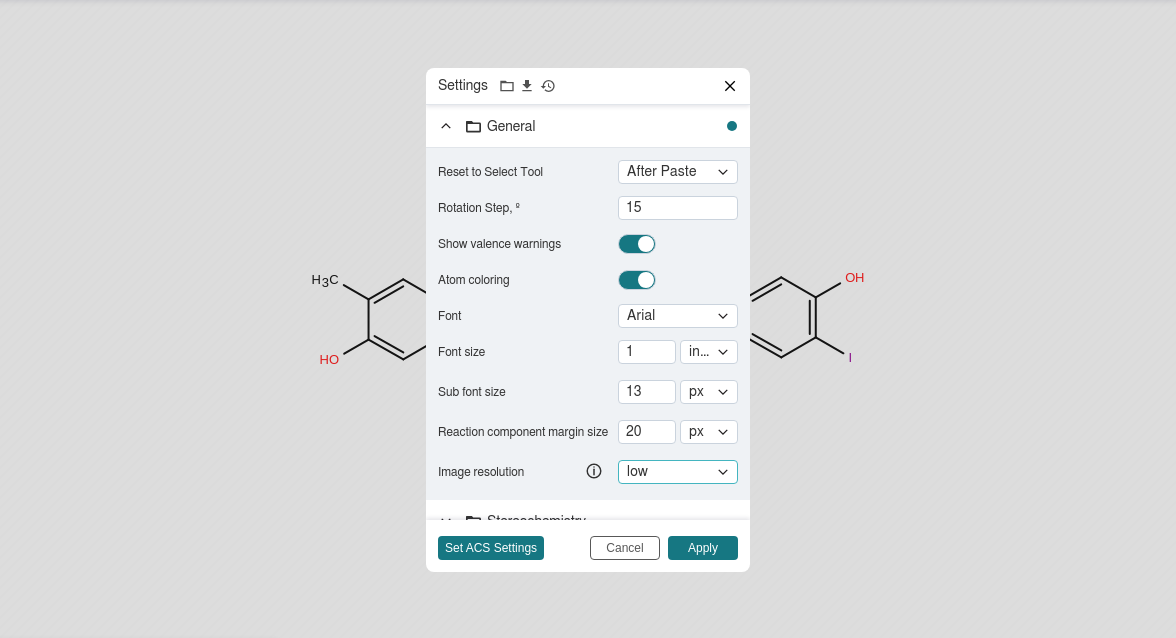 Settings
General
Reset to Select Tool After Paste
Rotation Step, º 15
Show valence warnings
Atom coloring
H3C
OH
Font Arial
Font size 1 in...
HO
I
Sub font size 13 px
Reaction component margin size 20 px
Image resolution low
Stereochemistry
Set ACS Settings Cancel Apply